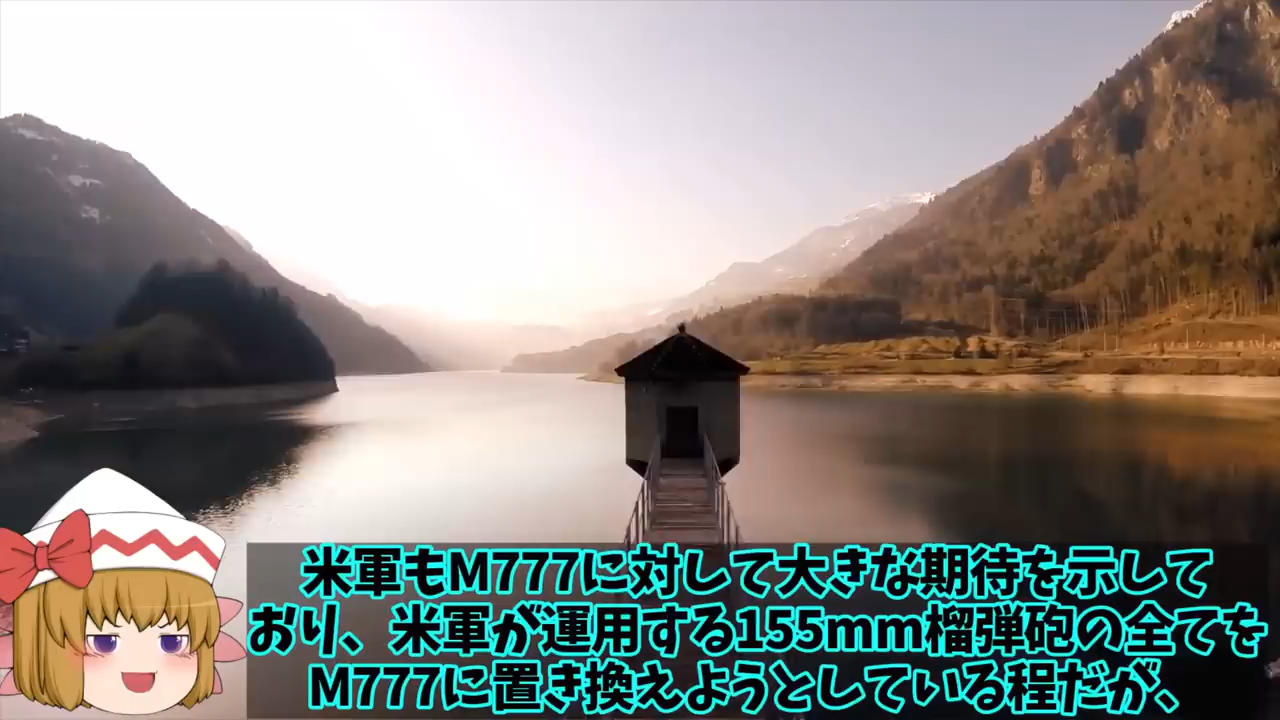 米軍もM777に対して大きな期待を示して
おり、米軍が運用する155mm榴弾砲の全てを
M777に置き換えようとしている程だが、